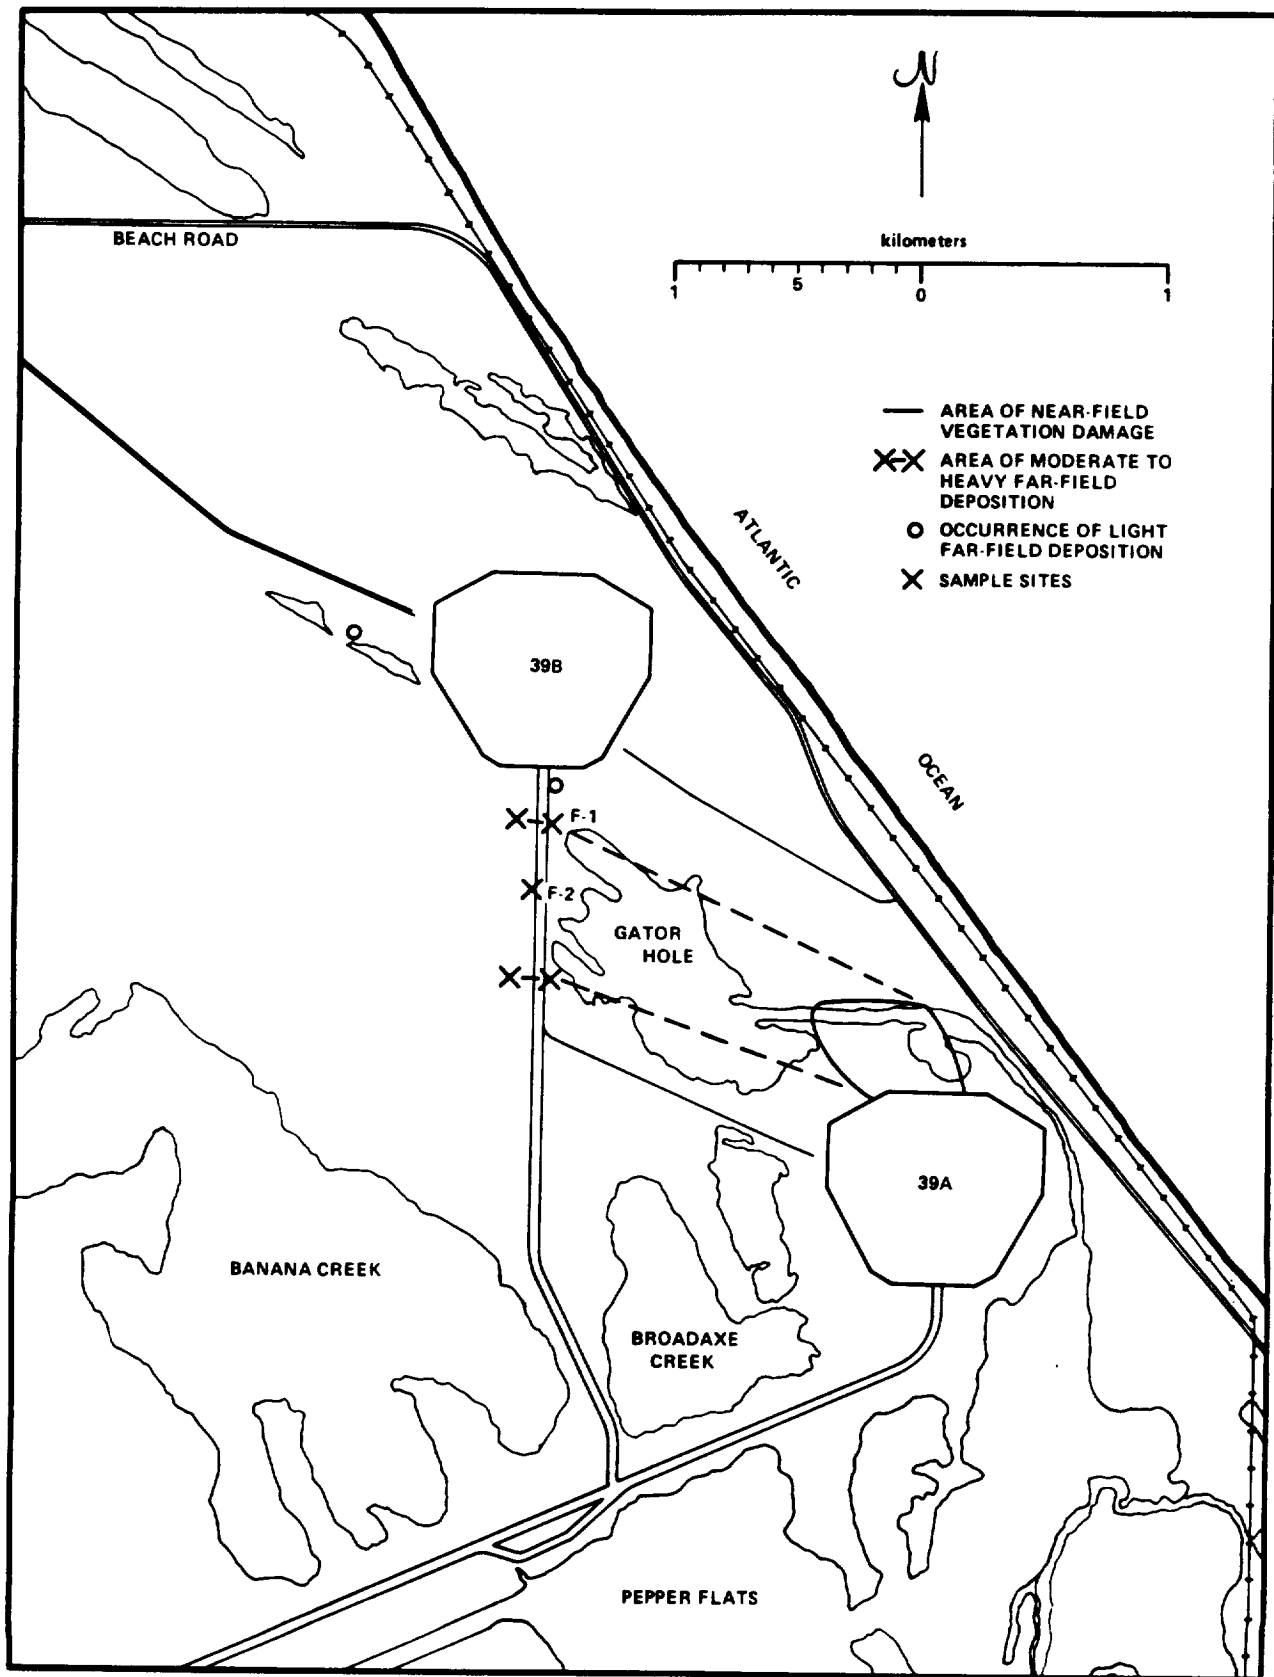 N
BEACH ROAD
kilometers
1 5 0 1
AREA OF NEAR-FIELD
VEGETATION DAMAGE
X-X AREA OF MODERATE TO
HEAVY FAR-FIELD
DEPOSITION
OCCURRENCE OF LIGHT
FAR-FIELD DEPOSITION
X SAMPLE SITES
ATLANTIC
OCEAN
39B
F-1
F-2
GATOR
HOLE
39A
BANANA CREEK
BROADAXE
CREEK
PEPPER FLATS